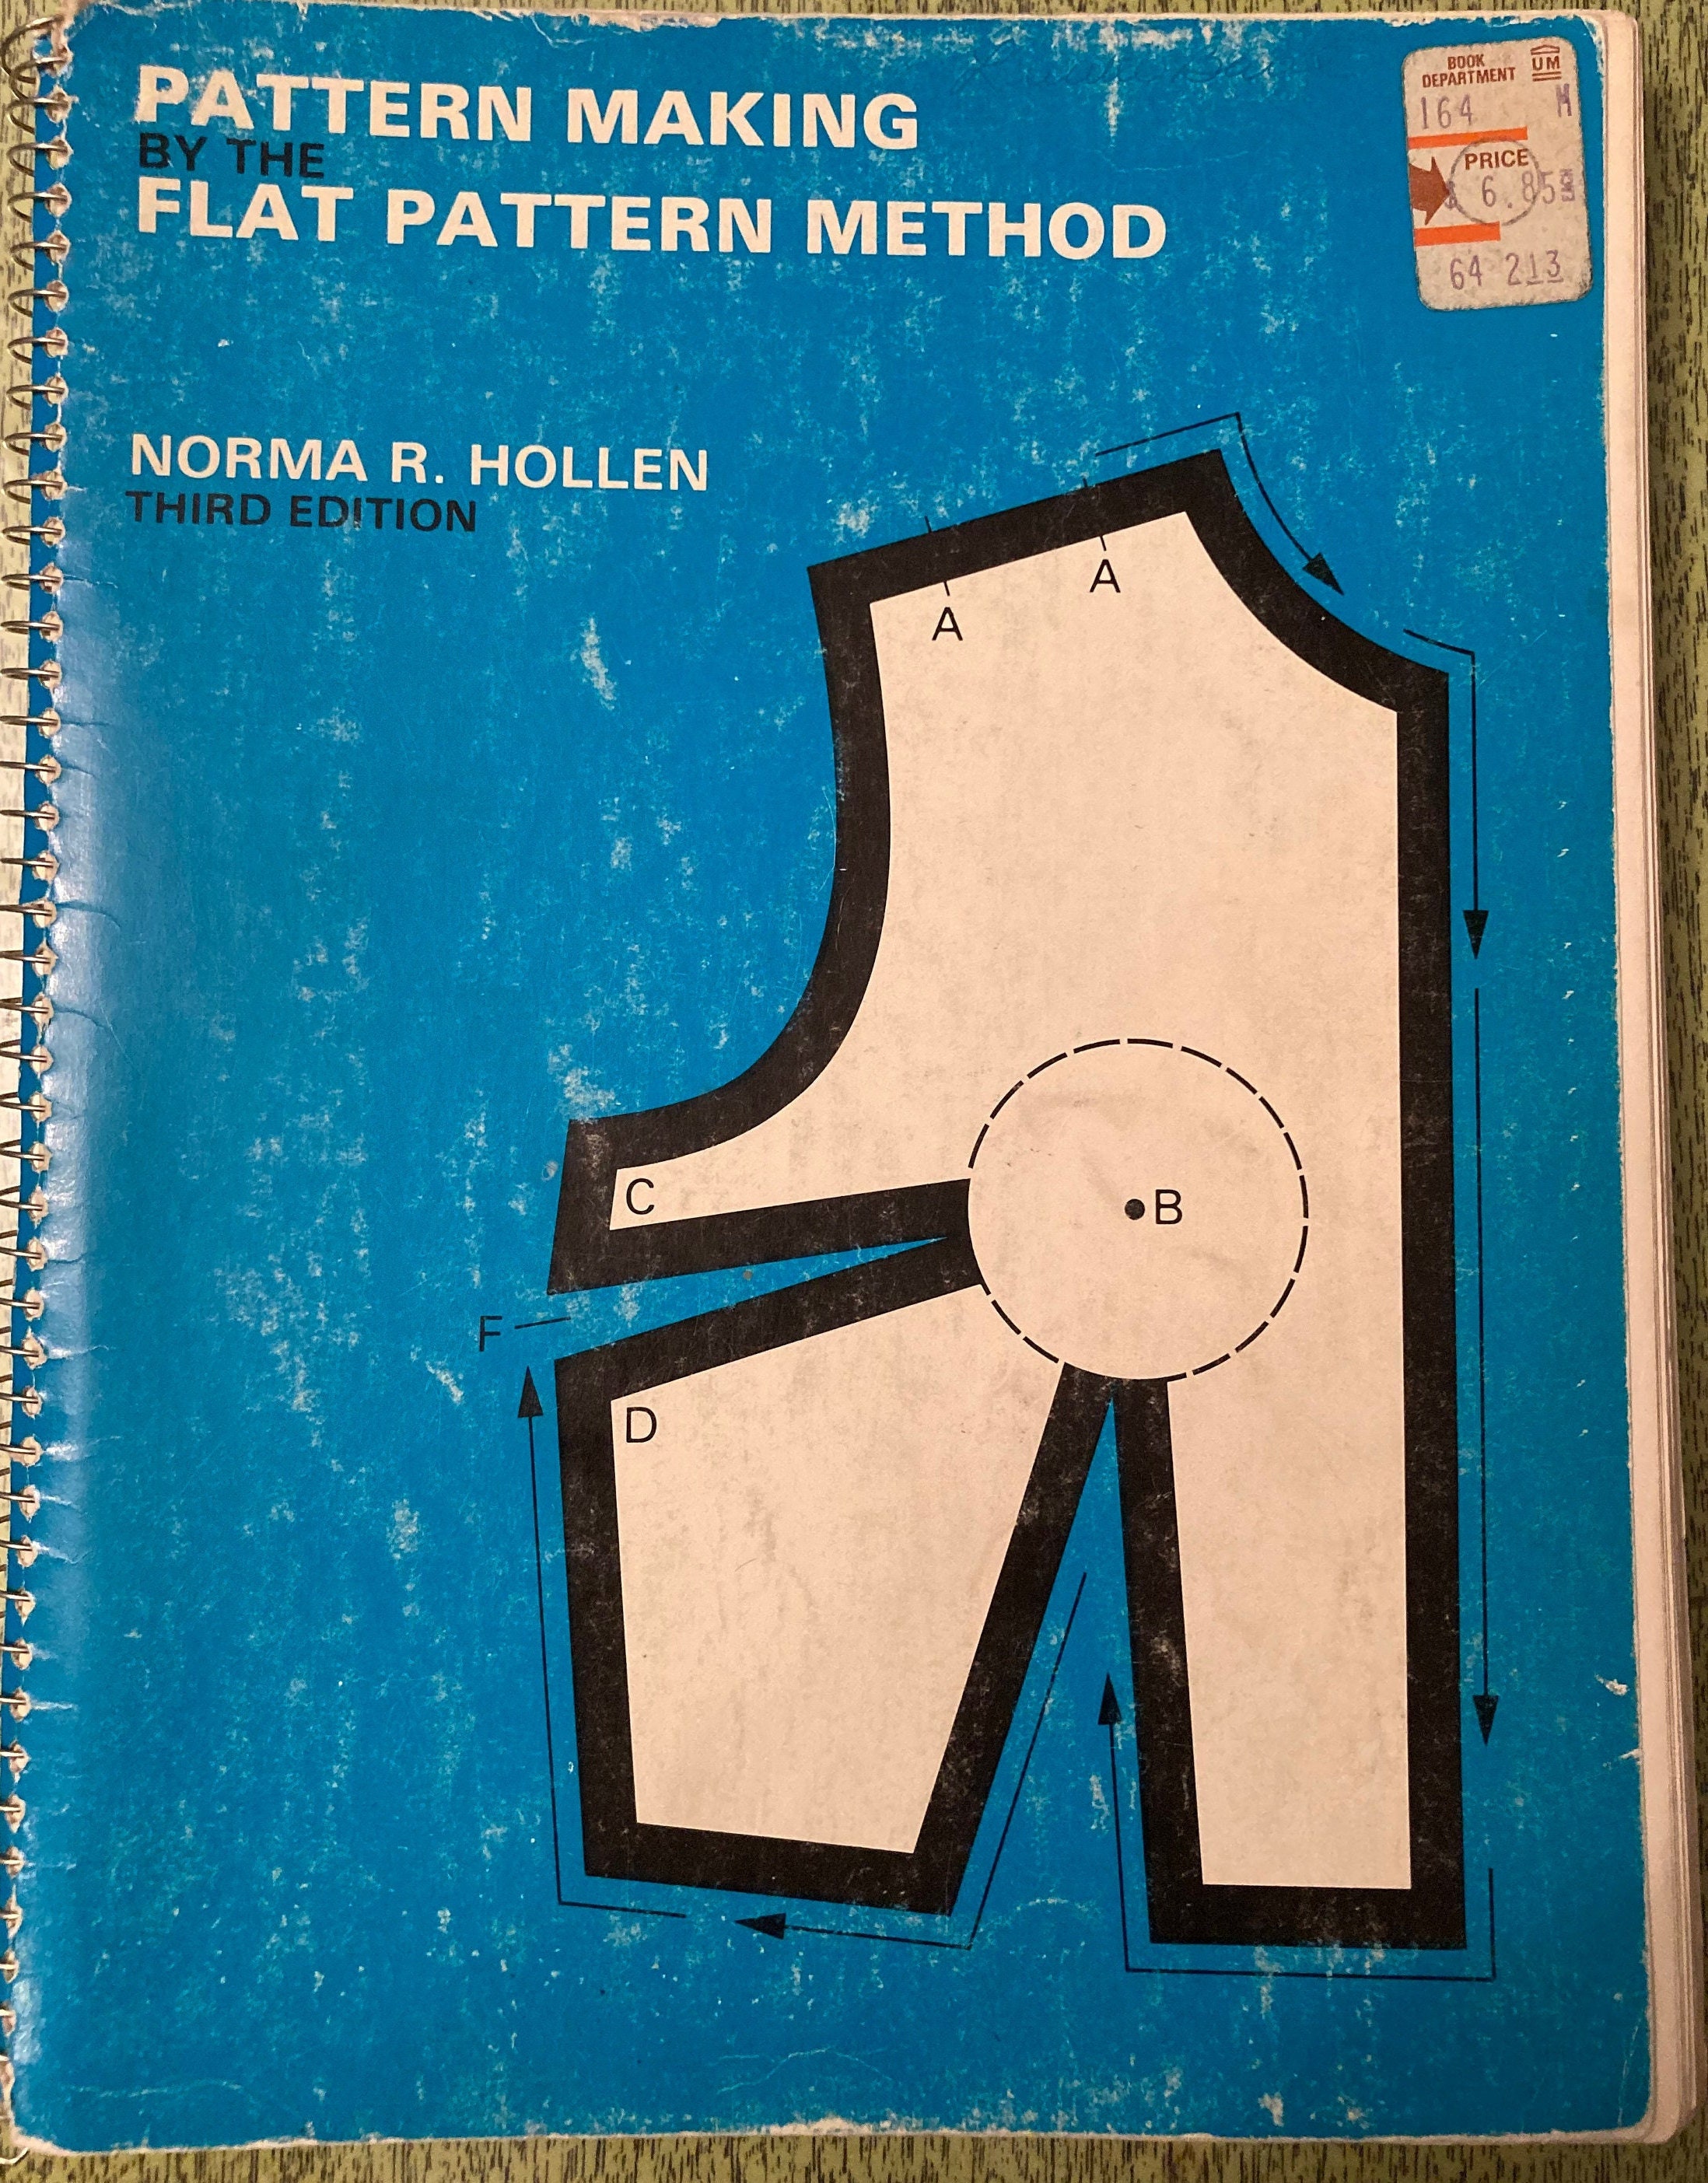 PATTERN MAKING
BY THE
FLAT PATTERN METHOD
BOOK
DEPARTMENT
UM
164 M
PRICE
$ 6.85 EACH
64 213
NORMA R. HOLLEN
THIRD EDITION
A
A
C
B
F
D